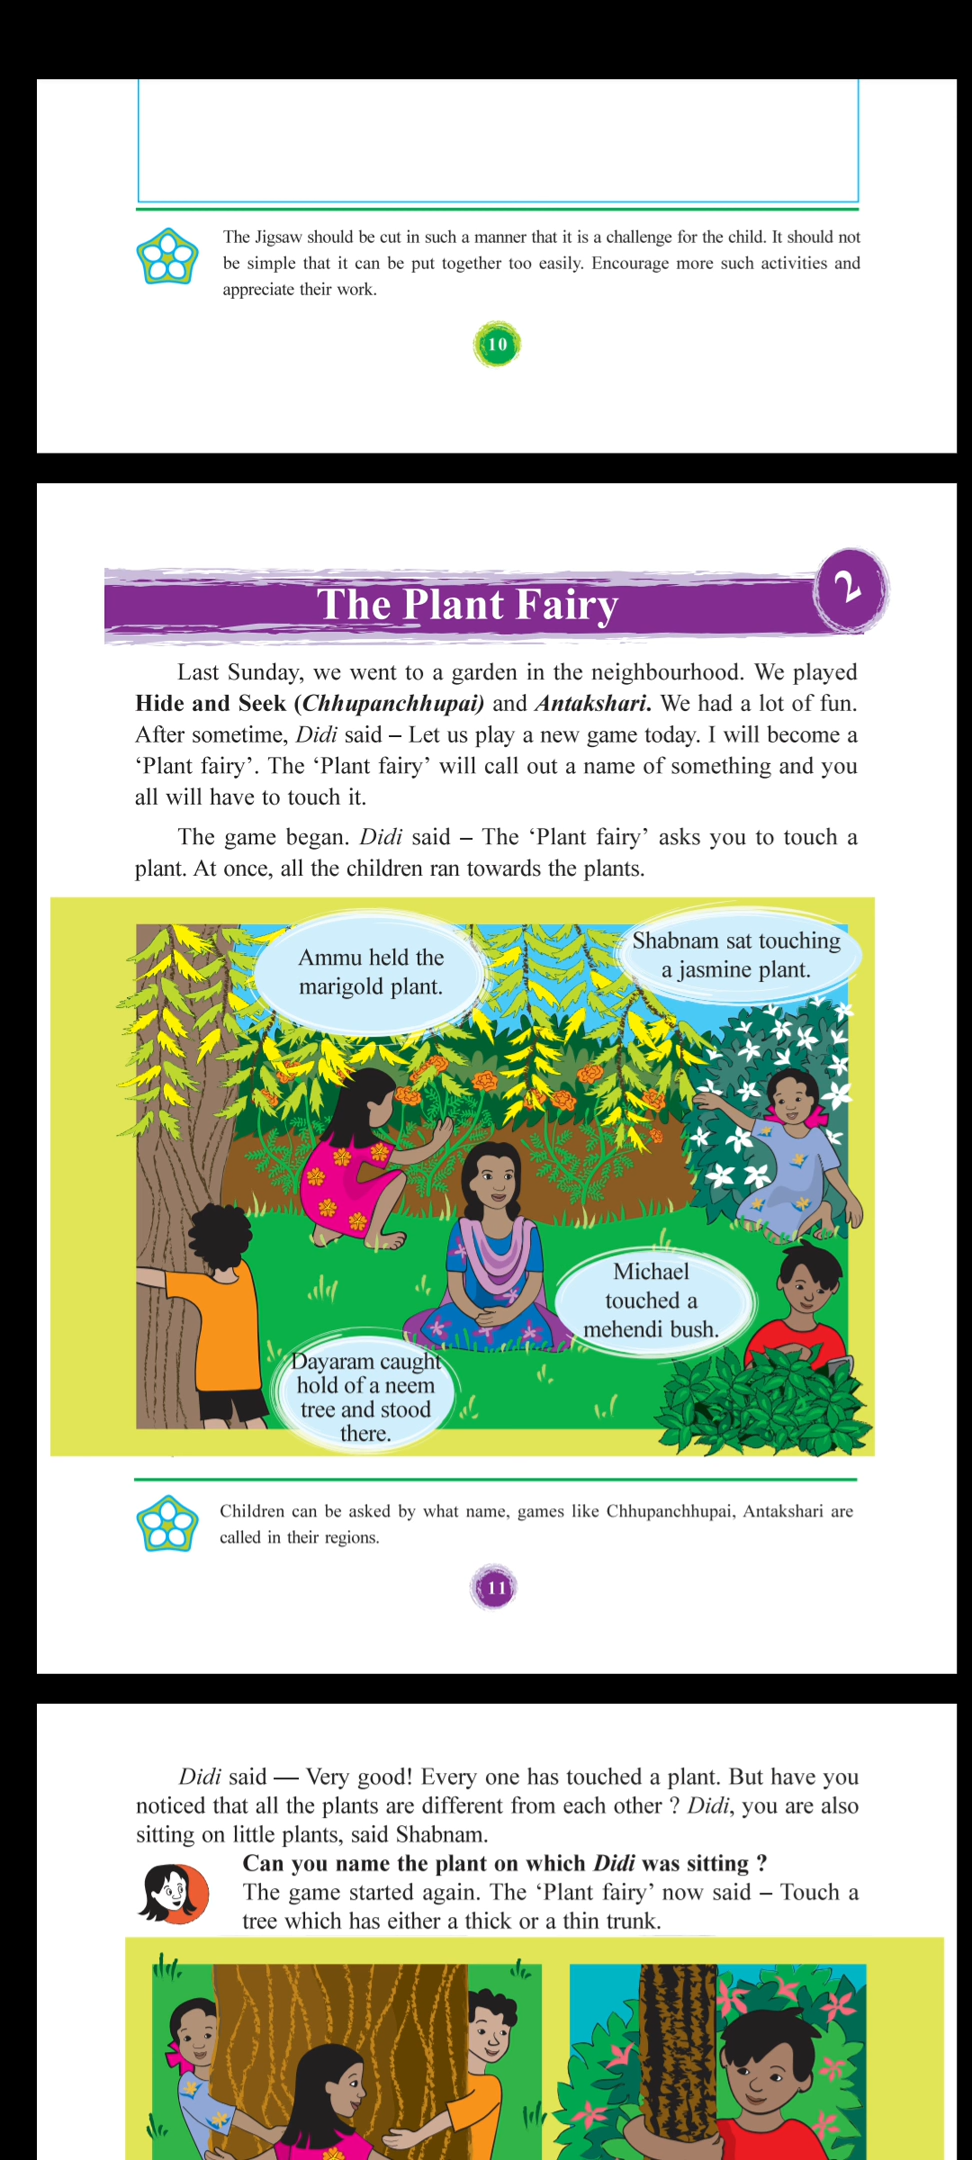 The Jigsaw should be cut in such a manner that it is a challenge for the child. It should not
be simple that it can be put together too easily. Encourage more such activities and
appreciate their work.
10
The Plant Fairy
2
Last Sunday, we went to a garden in the neighbourhood. We played
Hide and Seek (Chhupanchhupai) and Antakshari. We had a lot of fun.
After sometime, Didi said – Let us play a new game today. I will become a
‘Plant fairy’. The ‘Plant fairy’ will call out a name of something and you
all will have to touch it.
The game began. Didi said – The ‘Plant fairy’ asks you to touch a
plant. At once, all the children ran towards the plants.
Ammu held the
marigold plant.
Shabnam sat touching
a jasmine plant.
Michael
touched a
mehendi bush.
Dayaram caught
hold of a neem
tree and stood
there.
Children can be asked by what name, games like Chhupanchhupai, Antakshari are
called in their regions.
11
Didi said — Very good! Every one has touched a plant. But have you
noticed that all the plants are different from each other ? Didi, you are also
sitting on little plants, said Shabnam.
Can you name the plant on which Didi was sitting ?
The game started again. The ‘Plant fairy’ now said – Touch a
tree which has either a thick or a thin trunk.